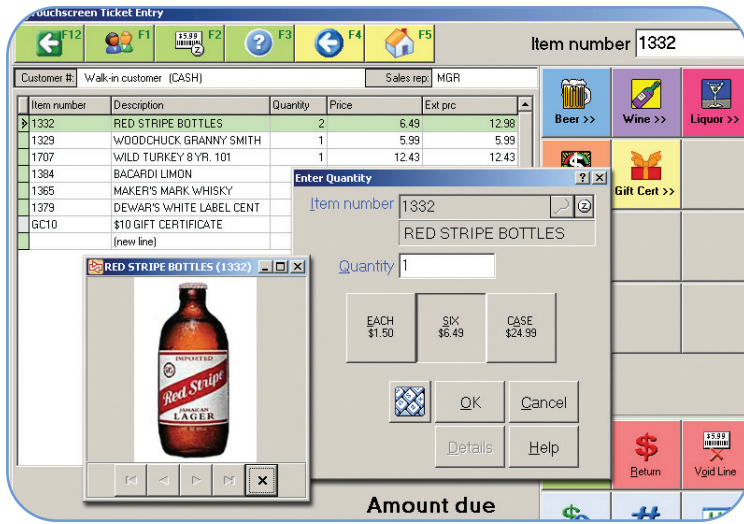 Touchscreen Ticket Entry
F12 F1 F2 F3 F4 F5
$5.99
Z
?
Item number 1332
Customer #: Walk-in customer (CASH) Sales rep: MGR
Item number Description Quantity Price Ext prc
1332 RED STRIPE BOTTLES 2 6.49 12.98
1329 WOODCHUCK GRANNY SMITH 1 5.99 5.99
1707 WILD TURKEY 8 YR. 101 1 12.43 12.43
1384 BACARDI LIMON
1365 MAKER'S MARK WHISKY
1379 DEWAR'S WHITE LABEL CENT
GC10 $10 GIFT CERTIFICATE
(new line)
Beer >> Wine >> Liquor >>
Gift Cert >>
Enter Quantity
Item number 1332
RED STRIPE BOTTLES
Quantity 1
EACH SIX CASE
$1.50 $6.49 $24.99
OK Cancel
Details Help
RED STRIPE BOTTLES (1332)
IMPORTED
Red Stripe
JAMAICAN
LAGER
$5.99
Return Void Line
Amount due